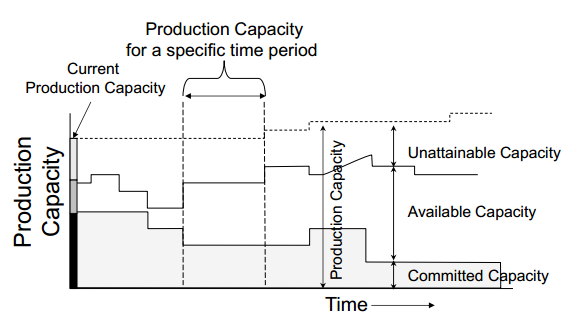 Production Capacity
for a specific time period
Current
Production Capacity
Production
Capacity
Production Capacity
Unattainable Capacity
Available Capacity
Committed Capacity
Time